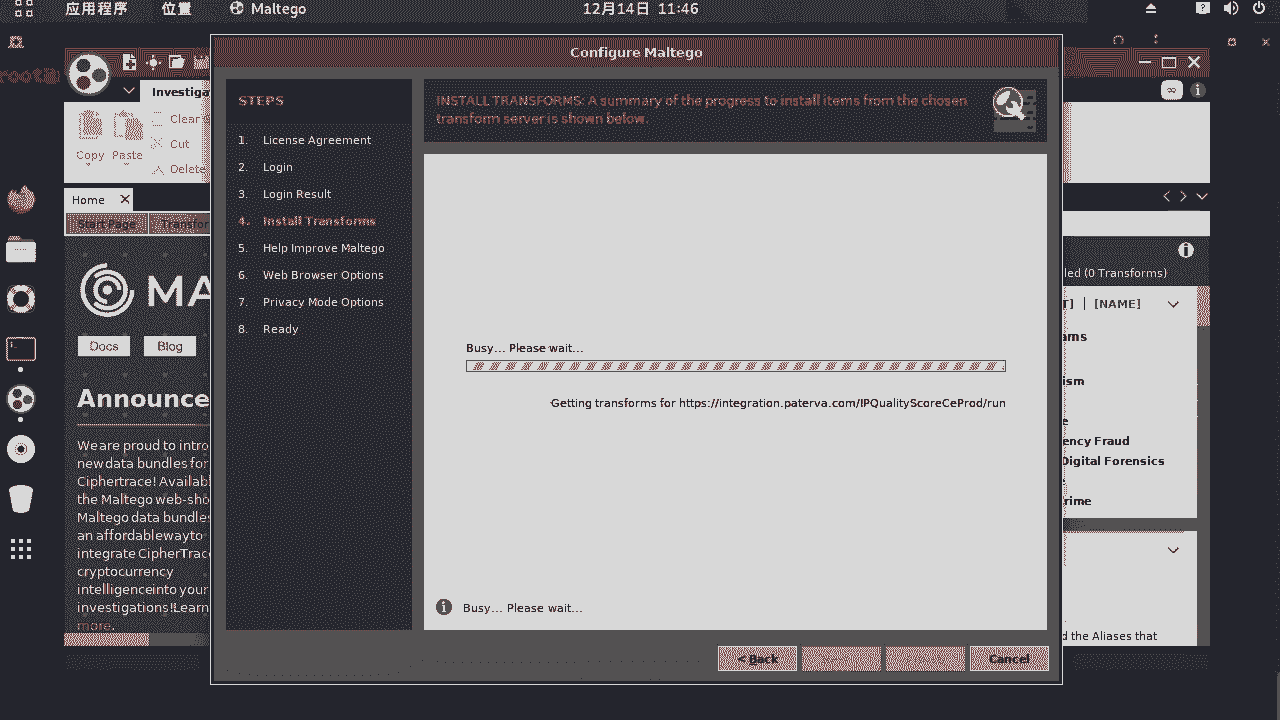 应用程序 位置 Maltego 12月14日 11:46
Configure Maltego
Investiga
Copy
Paste
Clear
Cut
Delete
Home
Start Page
Transfor
MA
Docs
Blog
Announce
We are proud to intro
new data bundles for
Ciphertrace! Availabl
the Maltego web-sho
Maltego data bundles
an affordable way to
integrate CipherTrac
cryptocurrency
intelligence into your
investigations! Learn
more.
STEPS
1. License Agreement
2. Login
3. Login Result
4. Install Transforms
5. Help Improve Maltego
6. Web Browser Options
7. Privacy Mode Options
8. Ready
INSTALL TRANSFORMS: A summary of the progress to install items from the chosen
transform server is shown below.
Busy... Please wait...
Getting transforms for https://integration.paterva.com/IPQualityScoreCeProd/run
Busy... Please wait...
< Back
Cancel
led (0 Transforms)
T] | [NAME]
ams
ism
e
ency Fraud
Digital Forensics
rime
d the Aliases that